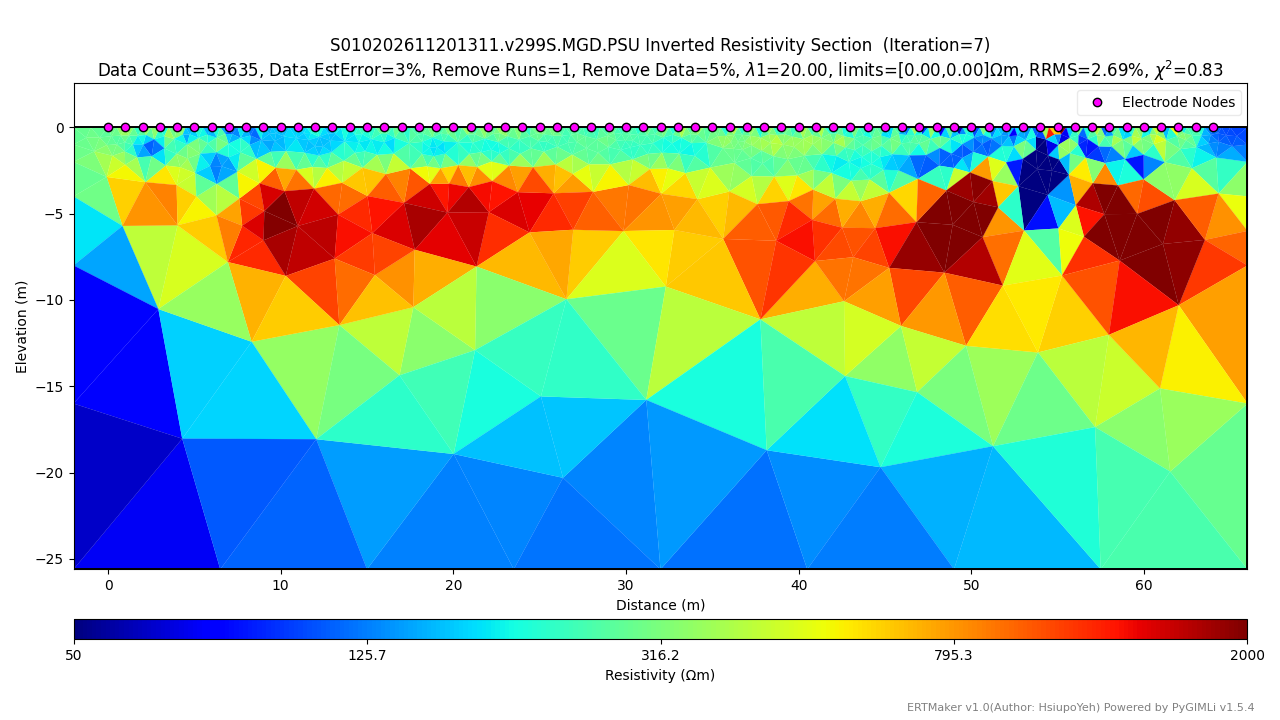 S010202611201311.v299S.MGD.PSU Inverted Resistivity Section  (Iteration=7)
Data Count=53635, Data EstError=3%, Remove Runs=1, Remove Data=5%, λ1=20.00, limits=[0.00,0.00]Ωm, RRMS=2.69%, χ²=0.83
Electrode Nodes
0
−5
−10
−15
−20
−25
Elevation (m)
0 10 20 30 40 50 60
Distance (m)
50 125.7 316.2 795.3 2000
Resistivity (Ωm)
ERTMaker v1.0(Author: HsiupoYeh) Powered by PyGIMLi v1.5.4